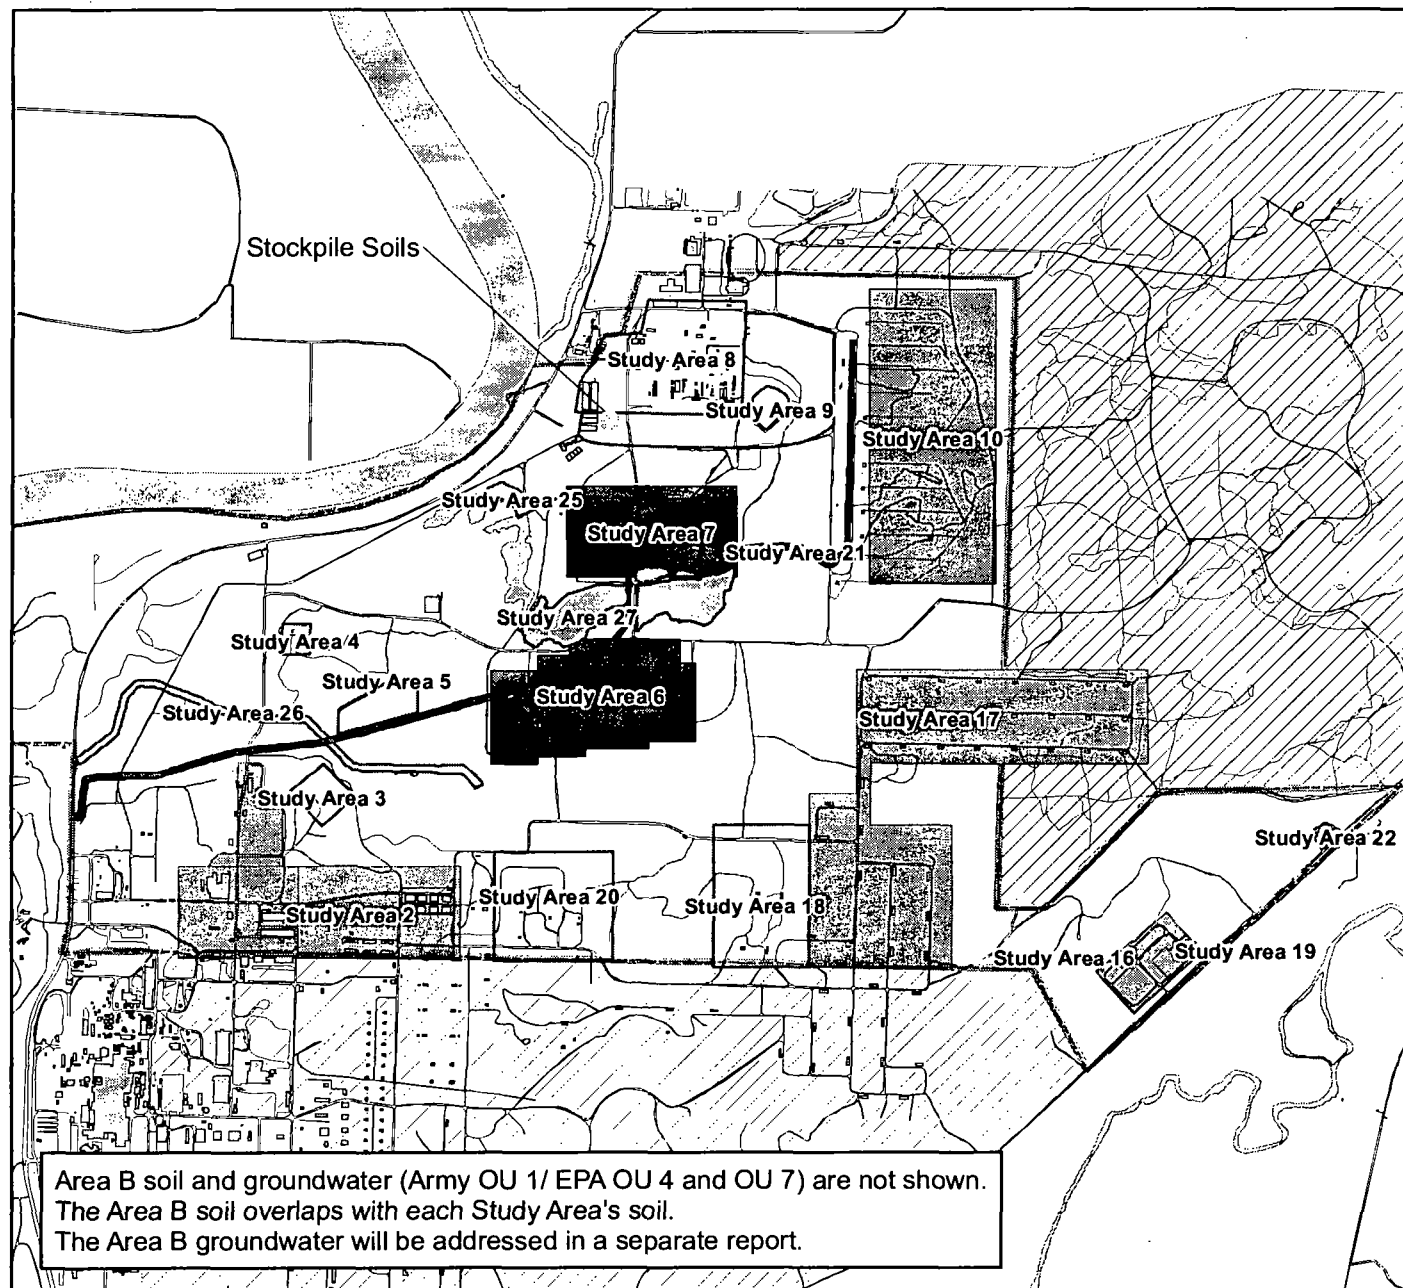 Stockpile Soils
Study Area 8
Study Area 9
Study Area 10
Study Area 25
Study Area 7
Study Area 21
Study Area 27
Study Area 4
Study Area 5
Study Area 6
Study Area 26
Study Area 17
Study Area 3
Study Area 22
Study Area 20
Study Area 18
Study Area 2
Study Area 19
Study Area 16
Area B soil and groundwater (Army OU 1/ EPA OU 4 and OU 7) are not shown.
The Area B soil overlaps with each Study Area's soil.
The Area B groundwater will be addressed in a separate report.